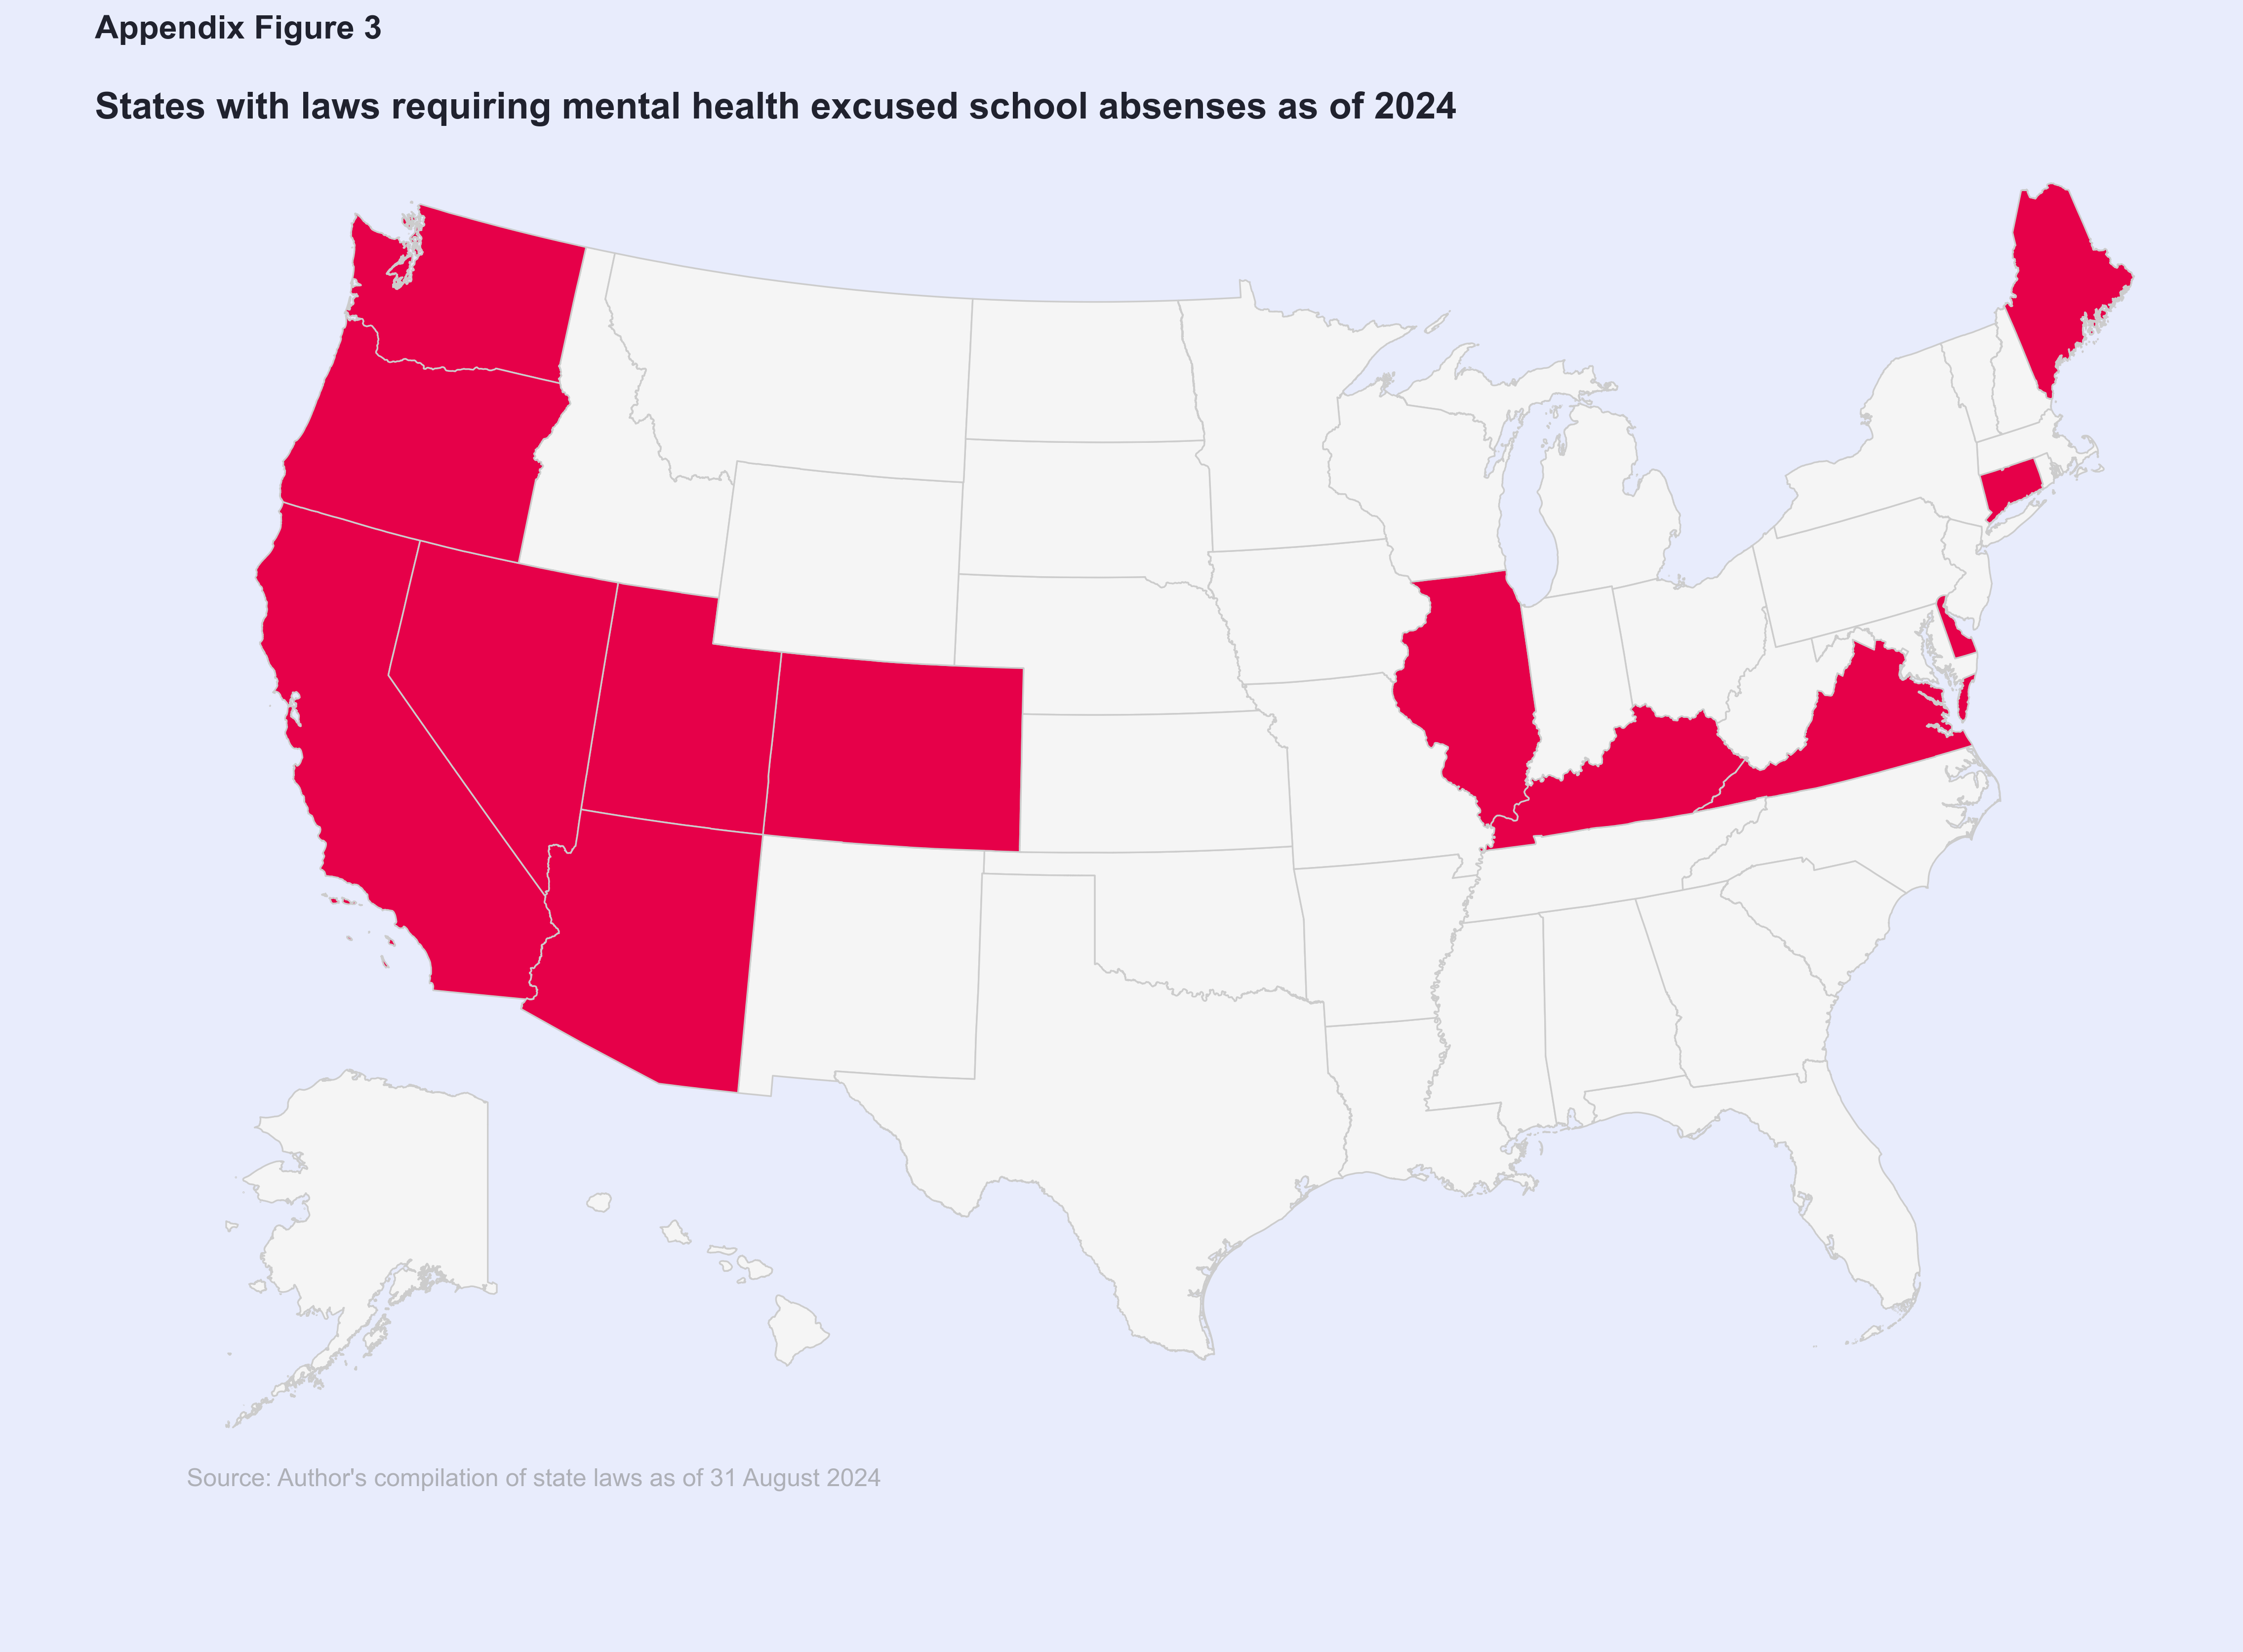 Appendix Figure 3
States with laws requiring mental health excused school absenses as of 2024
Source: Author's compilation of state laws as of 31 August 2024